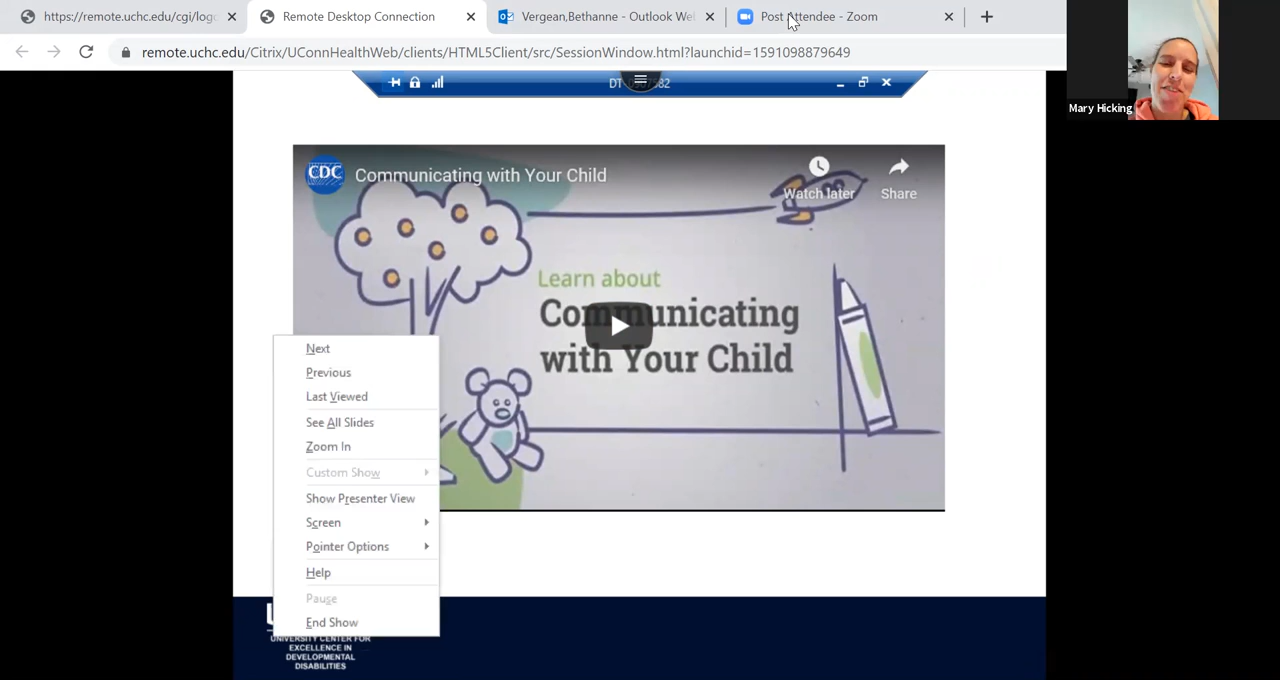 https://remote.uchc.edu/cgi/logo
Remote Desktop Connection
Vergean,Bethanne - Outlook We
Post Attendee - Zoom
remote.uchc.edu/Citrix/UConnHealthWeb/clients/HTML5Client/src/SessionWindow.html?launchid=1591098879649
Mary Hicking
CDC
Communicating with Your Child
Watch later
Share
Learn about
Communicating
with Your Child
Next
Previous
Last Viewed
See All Slides
Zoom In
Custom Show
Show Presenter View
Screen
Pointer Options
Help
Pause
End Show
UNIVERSITY CENTER FOR
EXCELLENCE IN
DEVELOPMENTAL
DISABILITIES